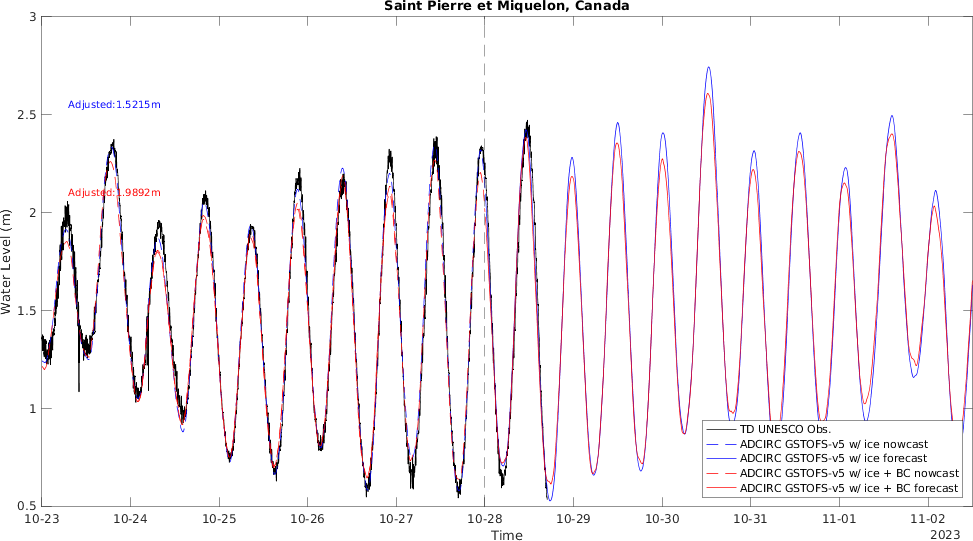 Saint Pierre et Miquelon, Canada
3
2.5
2
1.5
1
0.5
Water Level (m)
Adjusted:1.5215m
Adjusted:1.9892m
TD UNESCO Obs.
ADCIRC GSTOFS-v5 w/ ice nowcast
ADCIRC GSTOFS-v5 w/ ice forecast
ADCIRC GSTOFS-v5 w/ ice + BC nowcast
ADCIRC GSTOFS-v5 w/ ice + BC forecast
10-23 10-24 10-25 10-26 10-27 10-28 10-29 10-30 10-31 11-01 11-02
Time
2023